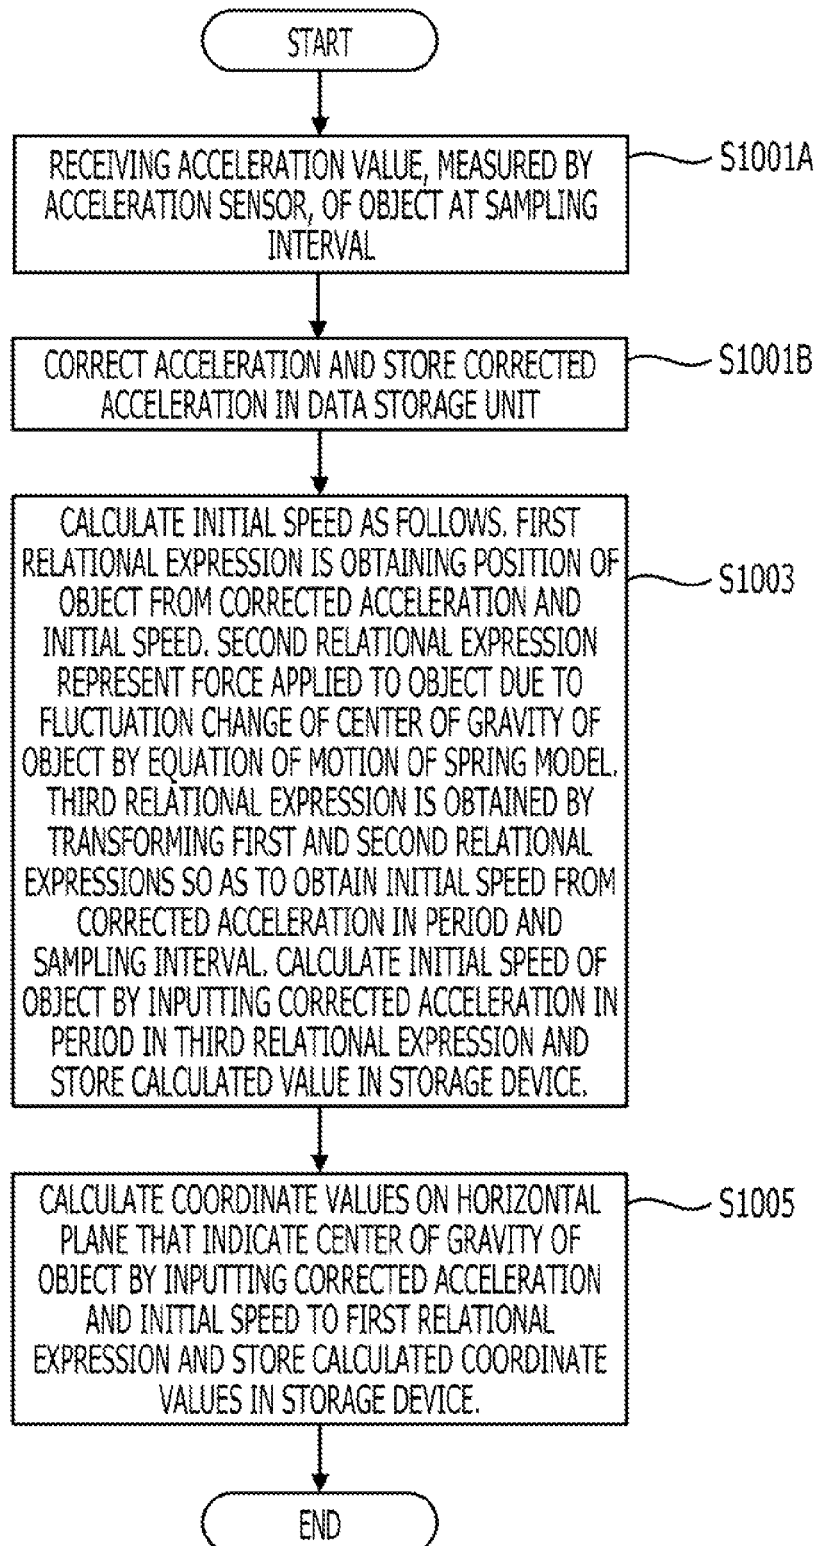 START
RECEIVING ACCELERATION VALUE, MEASURED BY
ACCELERATION SENSOR, OF OBJECT AT SAMPLING
INTERVAL
S1001A
CORRECT ACCELERATION AND STORE CORRECTED
ACCELERATION IN DATA STORAGE UNIT
S1001B
CALCULATE INITIAL SPEED AS FOLLOWS. FIRST
RELATIONAL EXPRESSION IS OBTAINING POSITION OF
OBJECT FROM CORRECTED ACCELERATION AND
INITIAL SPEED. SECOND RELATIONAL EXPRESSION
REPRESENT FORCE APPLIED TO OBJECT DUE TO
FLUCTUATION CHANGE OF CENTER OF GRAVITY OF
OBJECT BY EQUATION OF MOTION OF SPRING MODEL.
THIRD RELATIONAL EXPRESSION IS OBTAINED BY
TRANSFORMING FIRST AND SECOND RELATIONAL
EXPRESSIONS SO AS TO OBTAIN INITIAL SPEED FROM
CORRECTED ACCELERATION IN PERIOD AND
SAMPLING INTERVAL. CALCULATE INITIAL SPEED OF
OBJECT BY INPUTTING CORRECTED ACCELERATION IN
PERIOD IN THIRD RELATIONAL EXPRESSION AND
STORE CALCULATED VALUE IN STORAGE DEVICE.
S1003
CALCULATE COORDINATE VALUES ON HORIZONTAL
PLANE THAT INDICATE CENTER OF GRAVITY OF
OBJECT BY INPUTTING CORRECTED ACCELERATION
AND INITIAL SPEED TO FIRST RELATIONAL
EXPRESSION AND STORE CALCULATED COORDINATE
VALUES IN STORAGE DEVICE.
S1005
END